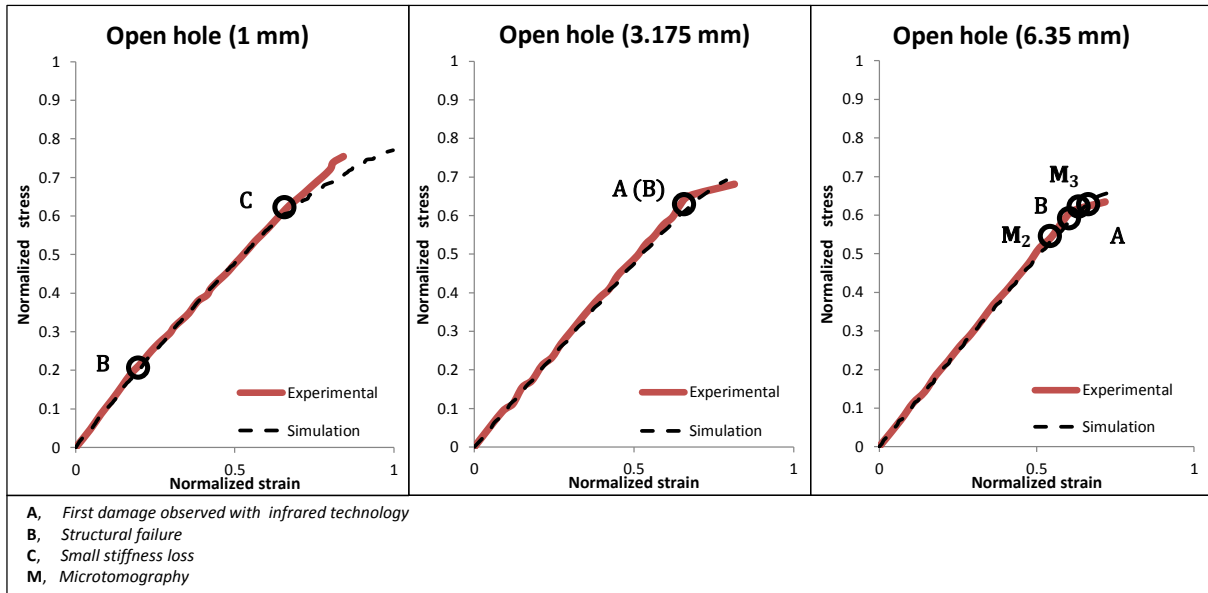 Open hole (1 mm)
1
0.9
0.8
0.7
0.6
0.5
0.4
0.3
0.2
0.1
0
Normalized stress
C
B
Experimental
Simulation
0
0.5
1
Normalized strain
Open hole (3.175 mm)
1
0.9
0.8
0.7
0.6
0.5
0.4
0.3
0.2
0.1
0
Normalized stress
A (B)
Experimental
Simulation
0
0.5
1
Normalized strain
Open hole (6.35 mm)
1
0.9
0.8
0.7
0.6
0.5
0.4
0.3
0.2
0.1
0
Normalized stress
M3
B
M2
A
Experimental
Simulation
0
0.5
1
Normalized strain
A, First damage observed with infrared technology
B, Structural failure
C, Small stiffness loss
M, Microtomography